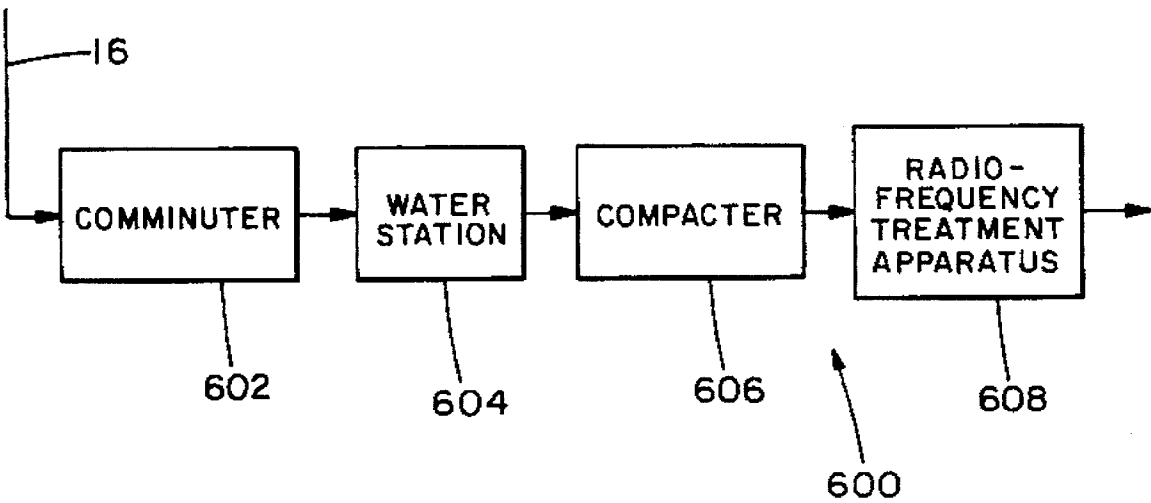 16
COMMINUTER
WATER
STATION
COMPACTER
RADIO-
FREQUENCY
TREATMENT
APPARATUS
602
604
606
608
600